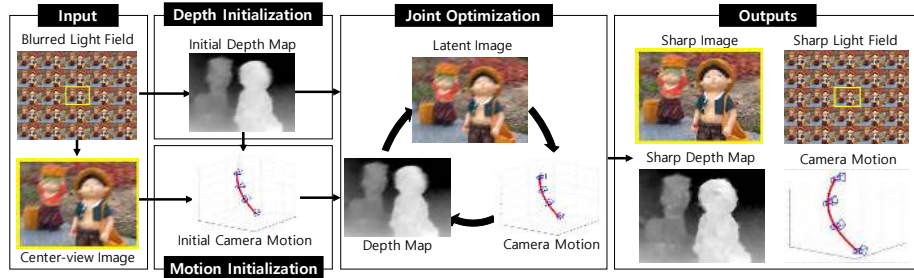 Input
Blurred Light Field
Center-view Image
Depth Initialization
Initial Depth Map
Initial Camera Motion
Motion Initialization
Joint Optimization
Latent Image
Depth Map
Camera Motion
Outputs
Sharp Image
Sharp Light Field
Sharp Depth Map
Camera Motion